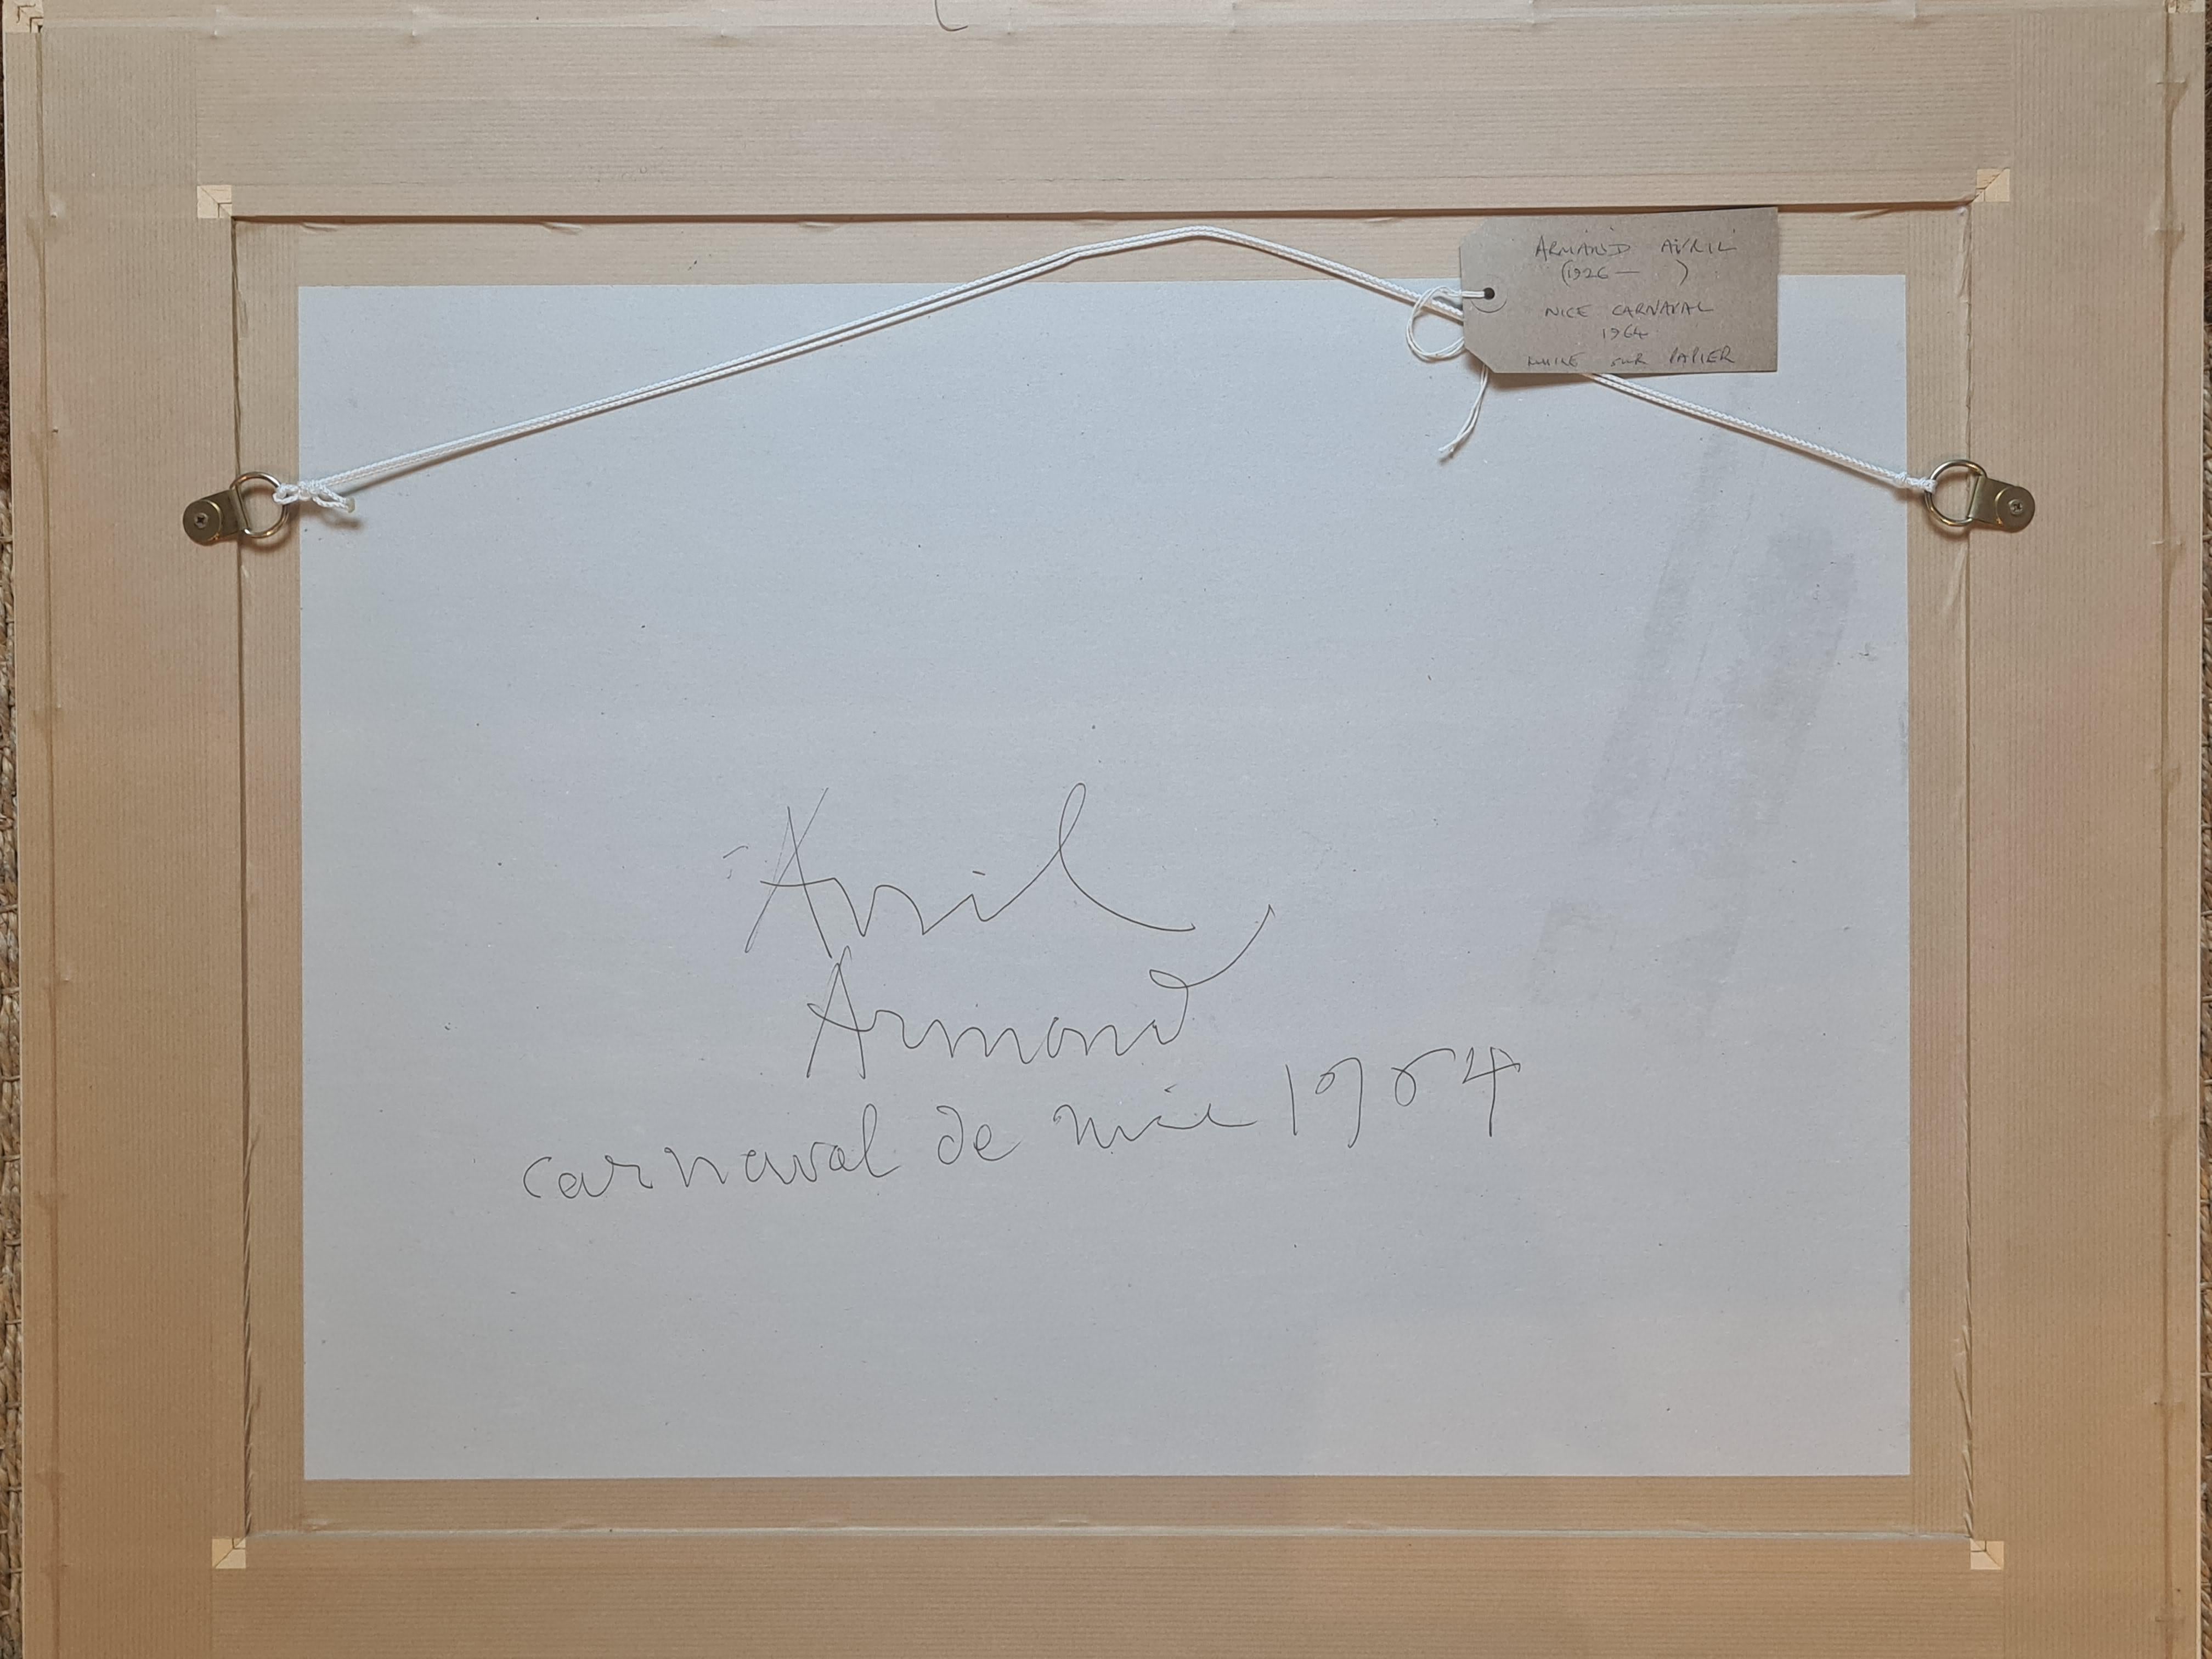 ARMAND AVRIL
(1926 — )
NICE CARNAVAL
1964
HUILE SUR PAPIER
Avril
Armand
carnaval de nice 1964